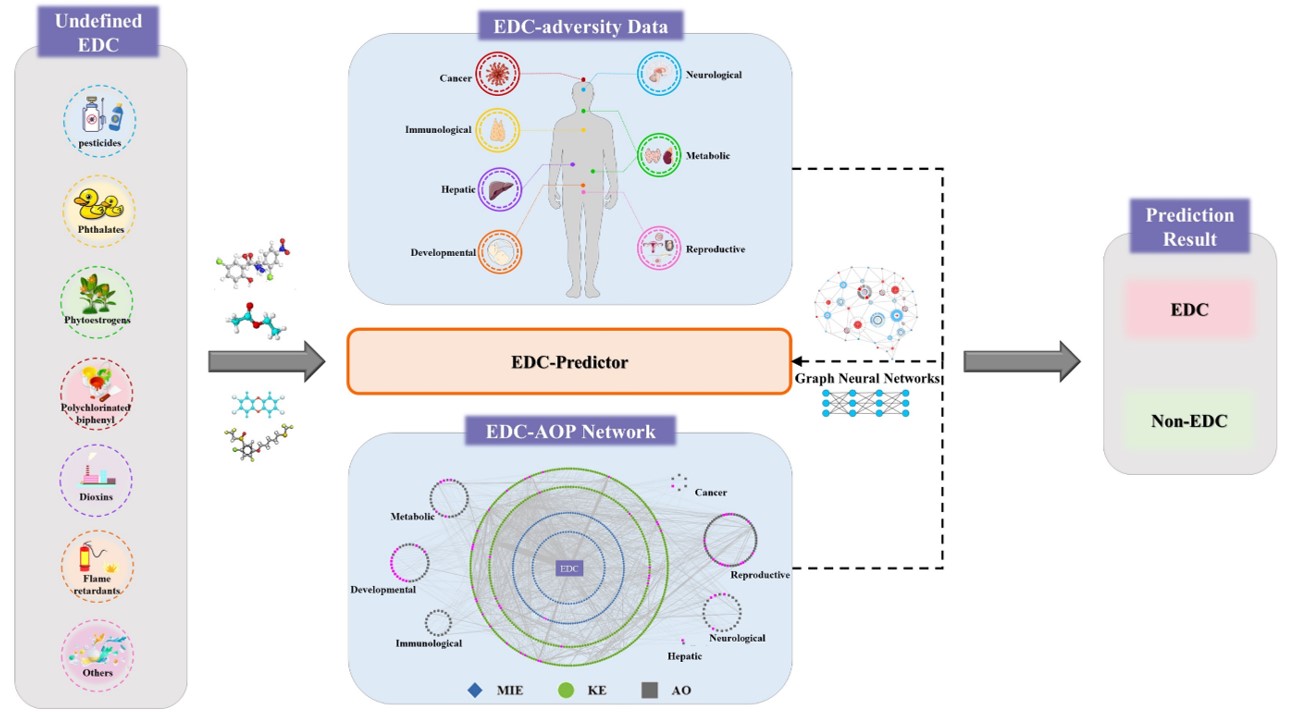 Undefined
EDC
pesticides
Phthalates
Phytoestrogens
Polychlorinated
biphenyl
Dioxins
Flame
retardants
Others
EDC-adversity Data
Cancer
Neurological
Immunological
Metabolic
Hepatic
Developmental
Reproductive
EDC-Predictor
Graph Neural Networks
EDC-AOP Network
Cancer
Metabolic
EDC
Reproductive
Developmental
Immunological
Neurological
Hepatic
MIE
KE
AO
Prediction
Result
EDC
Non-EDC